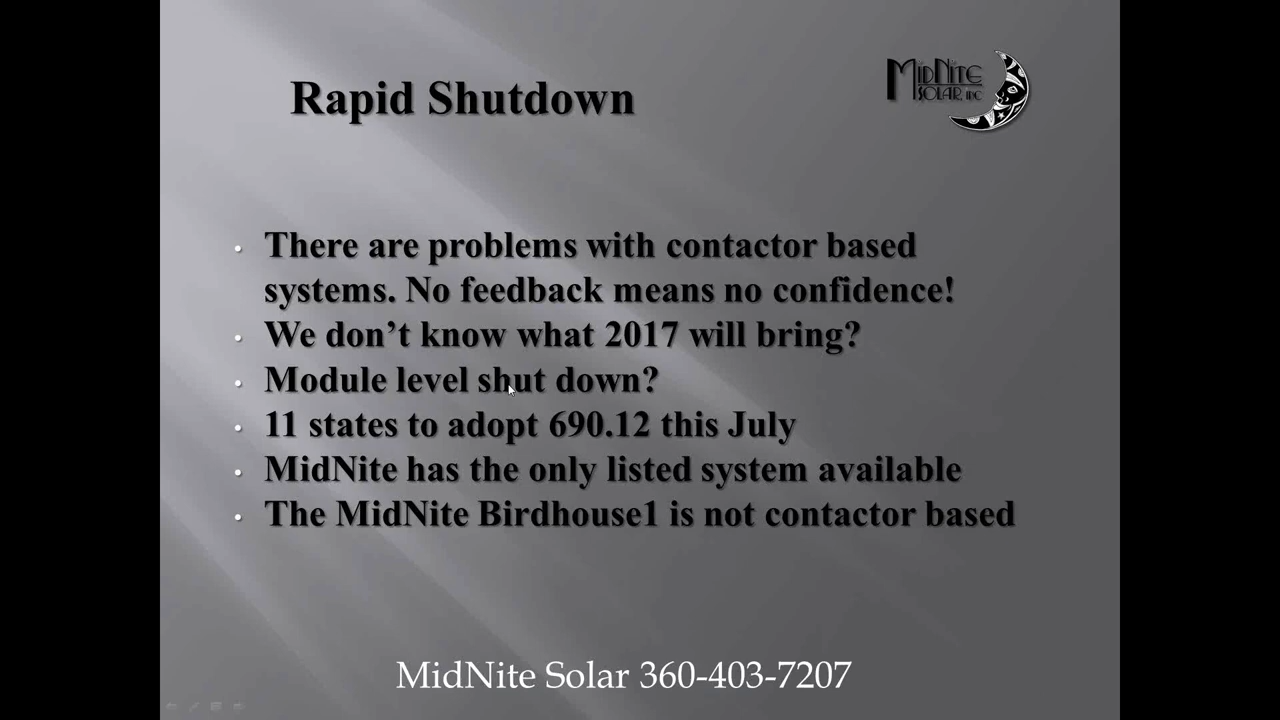 Rapid Shutdown
MIDNITE
SOLAR, INC
There are problems with contactor based
systems. No feedback means no confidence!
We don’t know what 2017 will bring?
Module level shut down?
11 states to adopt 690.12 this July
MidNite has the only listed system available
The MidNite Birdhouse1 is not contactor based
MidNite Solar 360-403-7207